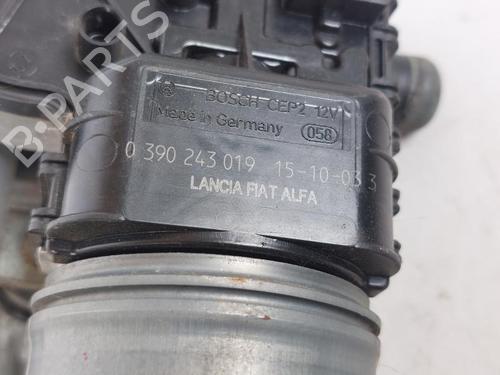 BOSCH CEP2 12V
Made in Germany 058
0 390 243 019 15-10-03 3
LANCIA FIAT ALFA
B-PARTS